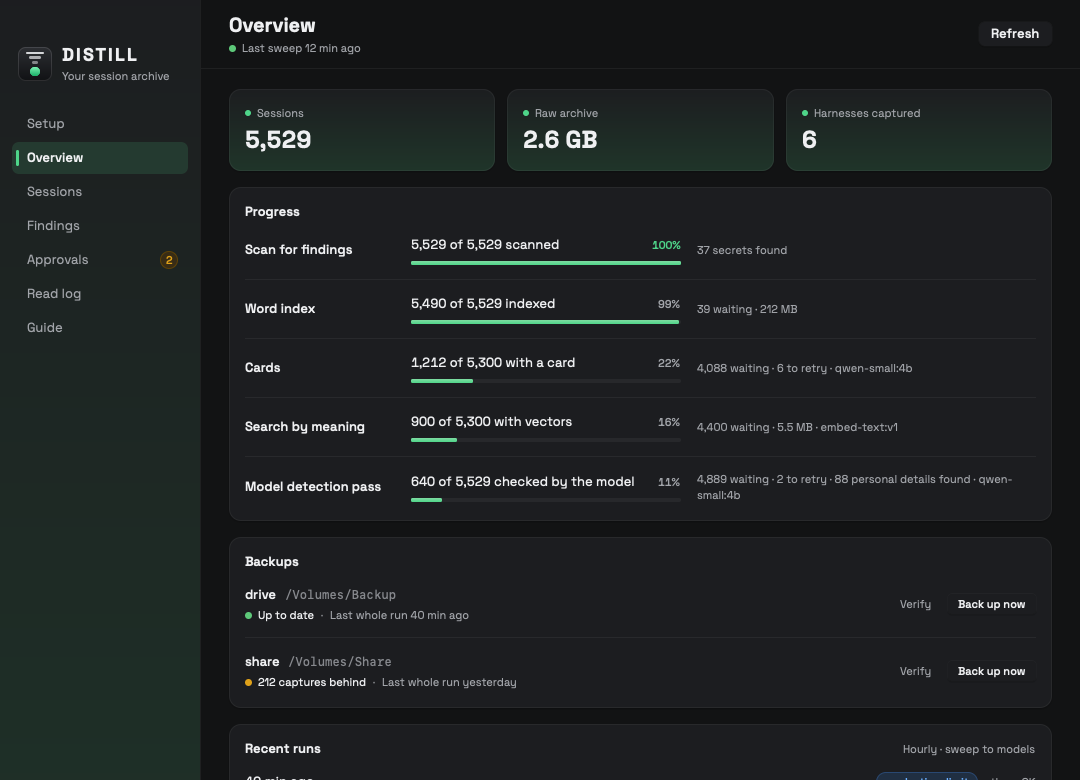 DISTILL
Your session archive
Setup
Overview
Sessions
Findings
Approvals 2
Read log
Guide
Overview
Last sweep 12 min ago
Refresh
Sessions
5,529
Raw archive
2.6 GB
Harnesses captured
6
Progress
Scan for findings
5,529 of 5,529 scanned 100%
37 secrets found
Word index
5,490 of 5,529 indexed 99%
39 waiting · 212 MB
Cards
1,212 of 5,300 with a card 22%
4,088 waiting · 6 to retry · qwen-small:4b
Search by meaning
900 of 5,300 with vectors 16%
4,400 waiting · 5.5 MB · embed-text:v1
Model detection pass
640 of 5,529 checked by the model 11%
4,889 waiting · 2 to retry · 88 personal details found · qwen-
small:4b
Backups
drive /Volumes/Backup
Up to date · Last whole run 40 min ago
Verify Back up now
share /Volumes/Share
212 captures behind · Last whole run yesterday
Verify Back up now
Recent runs
Hourly · sweep to models
40 min ago